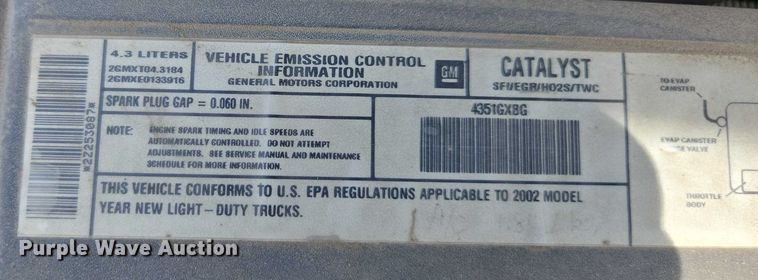 4.3 LITERS
2GMXT04.3184
2GMXE0133916
VEHICLE EMISSION CONTROL
INFORMATION
GENERAL MOTORS CORPORATION
GM
CATALYST
SFI/EGR/HO2S/TWC
SPARK PLUG GAP = 0.060 IN.
NOTE: ENGINE SPARK TIMING AND IDLE SPEEDS ARE
AUTOMATICALLY CONTROLLED. DO NOT ATTEMPT
ADJUSTMENTS. SEE SERVICE MANUAL AND MAINTENANCE
SCHEDULE FOR MORE INFORMATION.
4351GXBG
THIS VEHICLE CONFORMS TO U.S. EPA REGULATIONS APPLICABLE TO 2002 MODEL
YEAR NEW LIGHT-DUTY TRUCKS.
*22253087*
TO EVAP
CANISTER
EVAP CANISTER
VALVE
THROTTLE
BODY
Purple Wave Auction